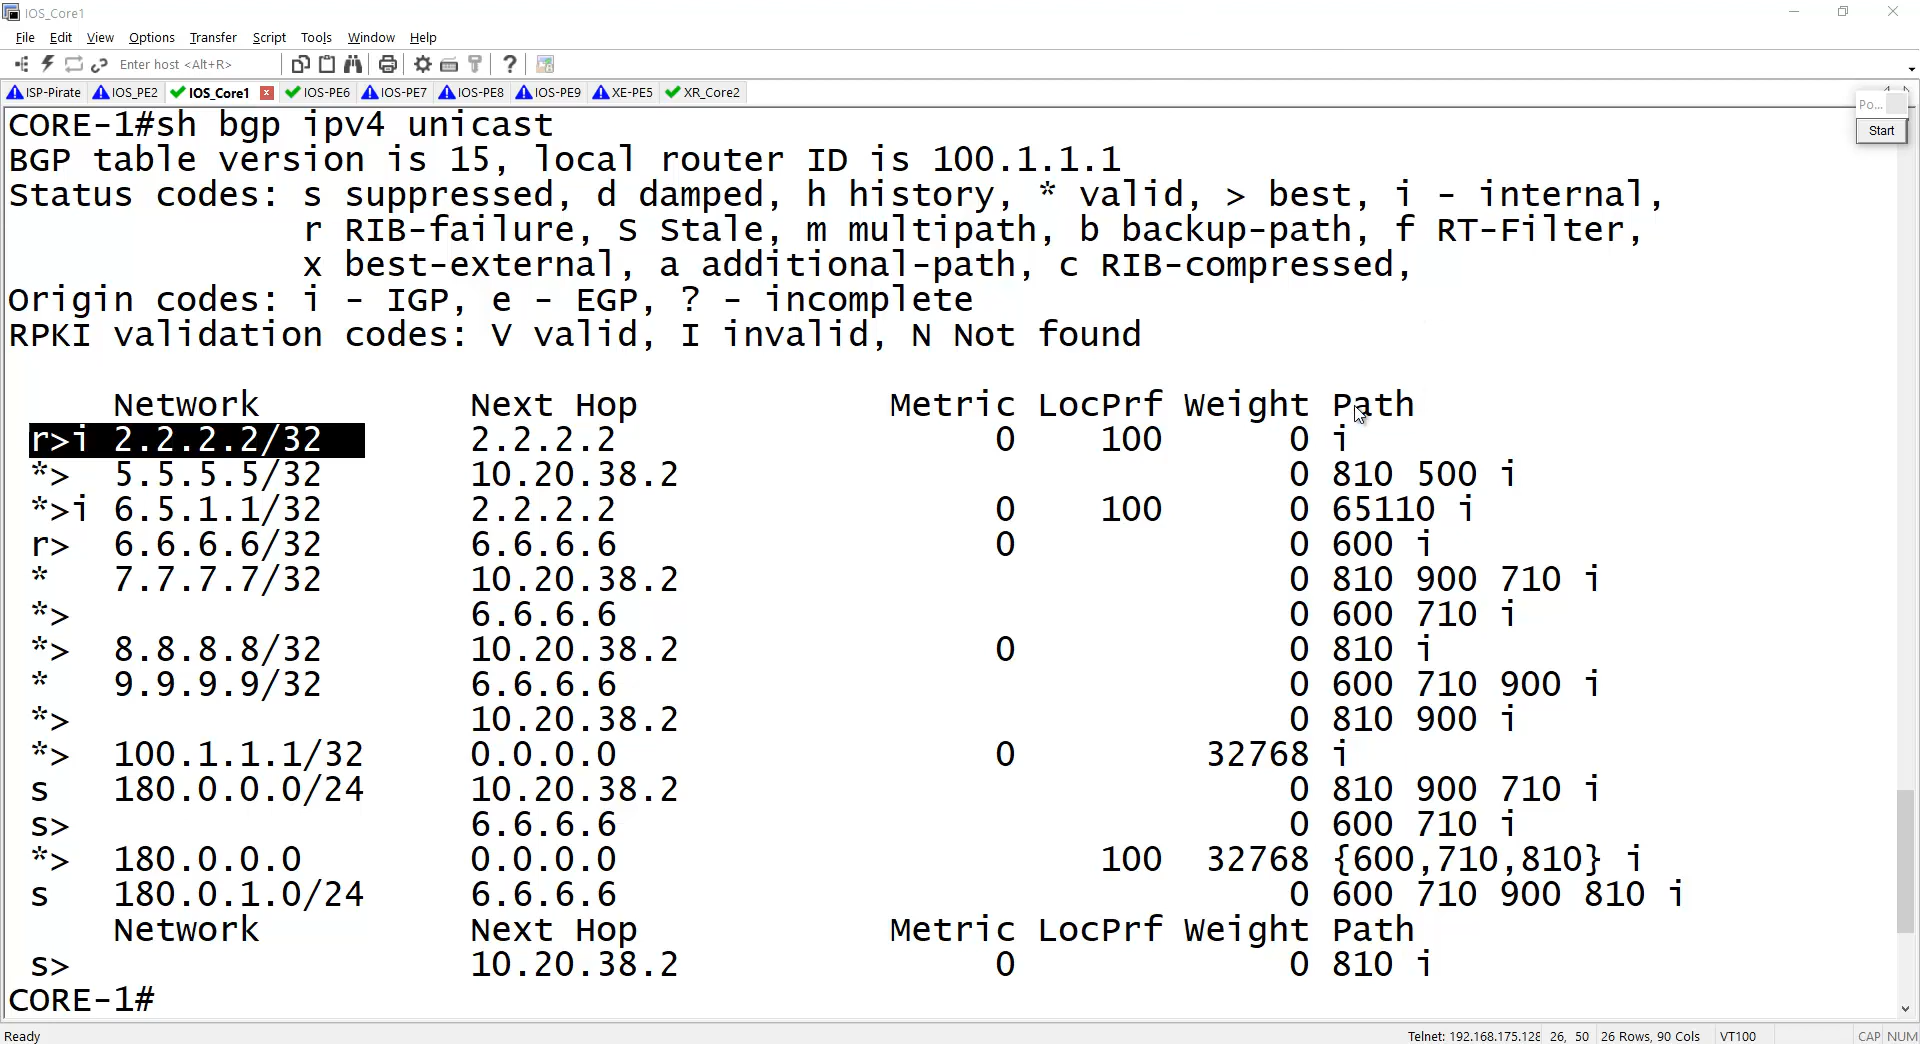 IOS_Core1
File Edit View Options Transfer Script Tools Window Help
Enter host <Alt+R>
ISP-Pirate IOS_PE2 IOS_Core1 IOS-PE6 IOS-PE7 IOS-PE8 IOS-PE9 XE-PE5 XR_Core2
Po...
Start
CORE-1#sh bgp ipv4 unicast
BGP table version is 15, local router ID is 100.1.1.1
Status codes: s suppressed, d damped, h history, * valid, > best, i - internal,
r RIB-failure, S Stale, m multipath, b backup-path, f RT-Filter,
x best-external, a additional-path, c RIB-compressed,
Origin codes: i - IGP, e - EGP, ? - incomplete
RPKI validation codes: V valid, I invalid, N Not found
Network Next Hop Metric LocPrf Weight Path
r>i 2.2.2.2/32 2.2.2.2 0 100 0 i
*> 5.5.5.5/32 10.20.38.2 0 810 500 i
*>i 6.5.1.1/32 2.2.2.2 0 100 0 65110 i
r> 6.6.6.6/32 6.6.6.6 0 0 600 i
* 7.7.7.7/32 10.20.38.2 0 810 900 710 i
*> 6.6.6.6 0 600 710 i
*> 8.8.8.8/32 10.20.38.2 0 0 810 i
* 9.9.9.9/32 6.6.6.6 0 600 710 900 i
*> 10.20.38.2 0 810 900 i
*> 100.1.1.1/32 0.0.0.0 0 32768 i
s 180.0.0.0/24 10.20.38.2 0 810 900 710 i
s> 6.6.6.6 0 600 710 i
*> 180.0.0.0 0.0.0.0 100 32768 {600,710,810} i
s 180.0.1.0/24 6.6.6.6 0 600 710 900 810 i
Network Next Hop Metric LocPrf Weight Path
s> 10.20.38.2 0 0 810 i
CORE-1#
Ready Telnet: 192.168.175.128 26, 50 26 Rows, 90 Cols VT100 CAP NUM